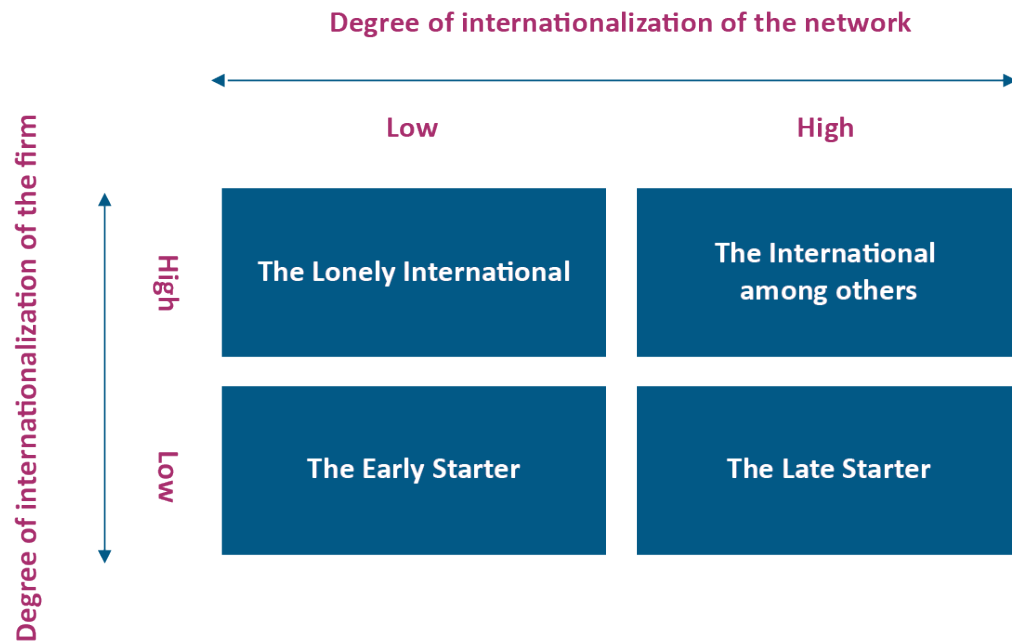 Degree of internationalization of the network
Low
High
Degree of internationalization of the firm
High
The Lonely International
The International
among others
Low
The Early Starter
The Late Starter